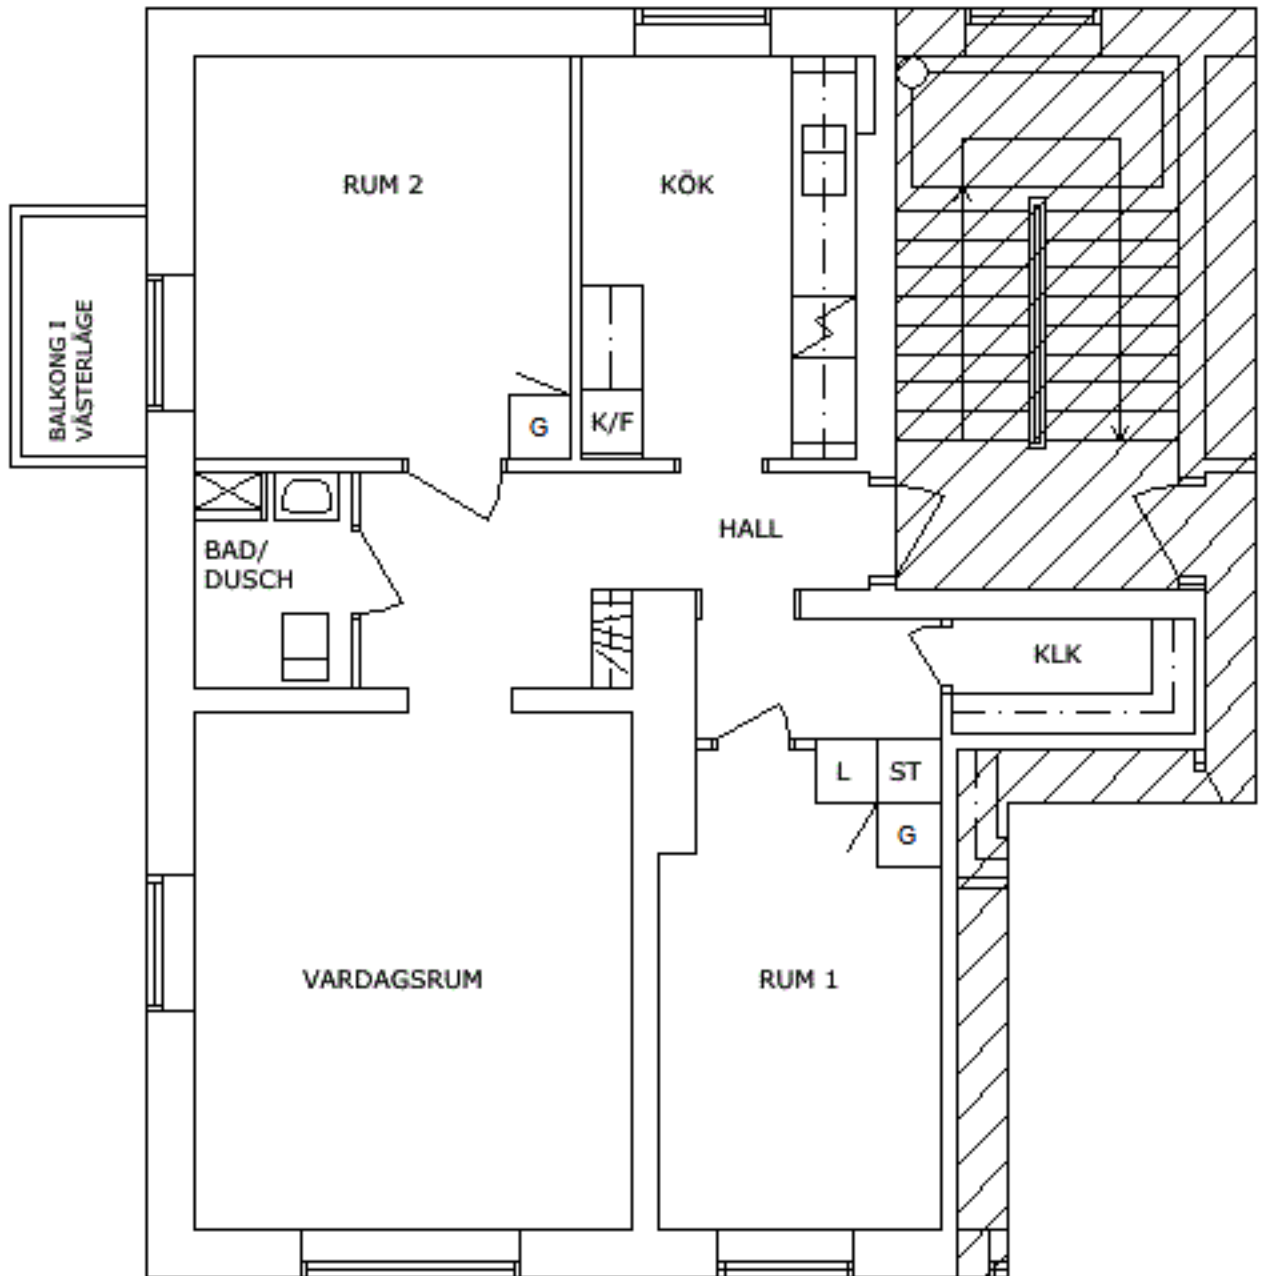 RUM 2
KÖK
BALKONG I
VÄSTERLÄGE
G
K/F
HALL
BAD/
DUSCH
KLK
L
ST
G
VARDAGSRUM
RUM 1